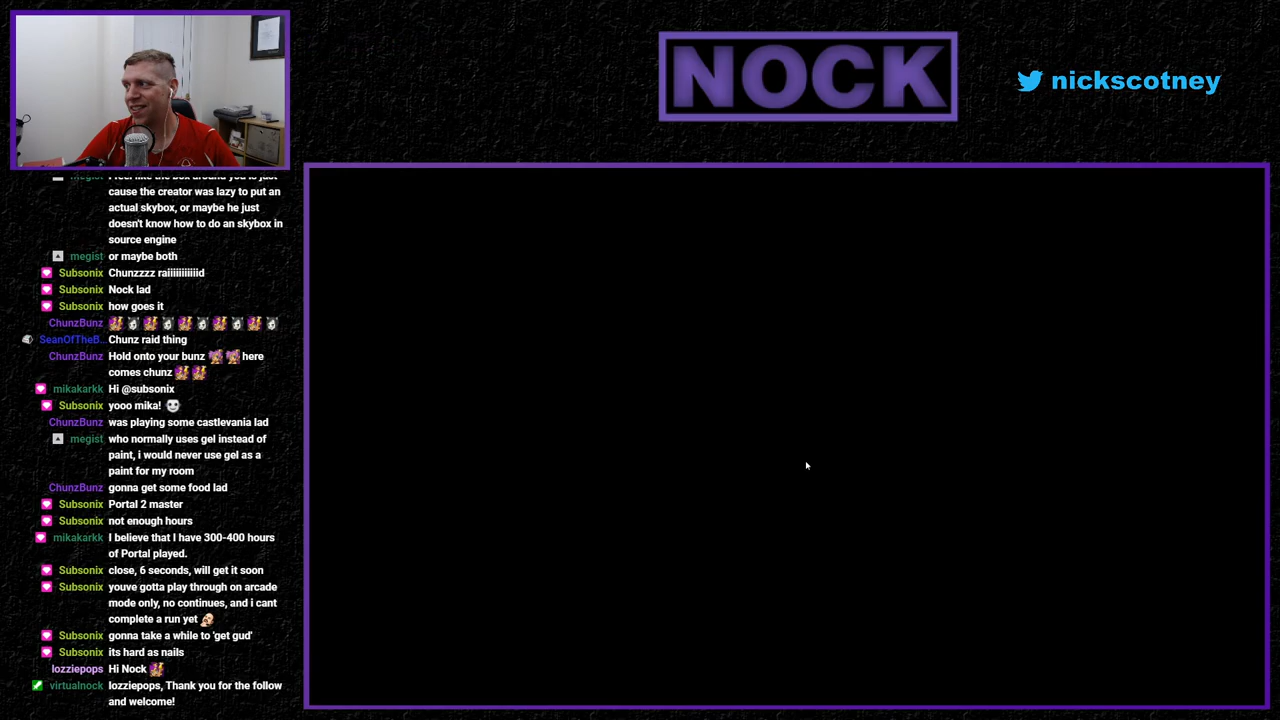 NOCK
nickscotney
megist I feel like the box around you is just
cause the creator was lazy to put an
actual skybox, or maybe he just
doesn't know how to do an skybox in
source engine
megist or maybe both
Subsonix Chunzzzz raiiiiiiiiiiid
Subsonix Nock lad
Subsonix how goes it
ChunzBunz
SeanOfTheB... Chunz raid thing
ChunzBunz Hold onto your bunz here
comes chunz
mikakarkk Hi @subsonix
Subsonix yooo mika!
ChunzBunz was playing some castlevania lad
megist who normally uses gel instead of
paint, i would never use gel as a
paint for my room
ChunzBunz gonna get some food lad
Subsonix Portal 2 master
Subsonix not enough hours
mikakarkk I believe that I have 300-400 hours
of Portal played.
Subsonix close, 6 seconds, will get it soon
Subsonix youve gotta play through on arcade
mode only, no continues, and i cant
complete a run yet
Subsonix gonna take a while to 'get gud'
Subsonix its hard as nails
lozziepops Hi Nock
virtualnock lozziepops, Thank you for the follow
and welcome!